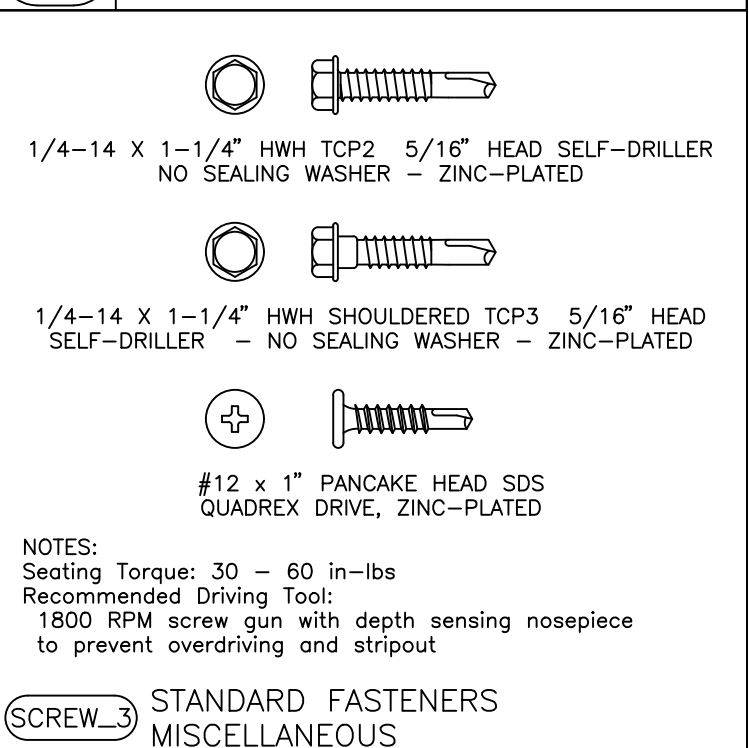 1/4-14 X 1-1/4" HWH TCP2 5/16" HEAD SELF-DRILLER
NO SEALING WASHER - ZINC-PLATED
1/4-14 X 1-1/4" HWH SHOULDERED TCP3 5/16" HEAD
SELF-DRILLER - NO SEALING WASHER - ZINC-PLATED
#12 x 1" PANCAKE HEAD SDS
QUADREX DRIVE, ZINC-PLATED
NOTES:
Seating Torque: 30 - 60 in-lbs
Recommended Driving Tool:
1800 RPM screw gun with depth sensing nosepiece
to prevent overdriving and stripout
SCREW_3 STANDARD FASTENERS
MISCELLANEOUS